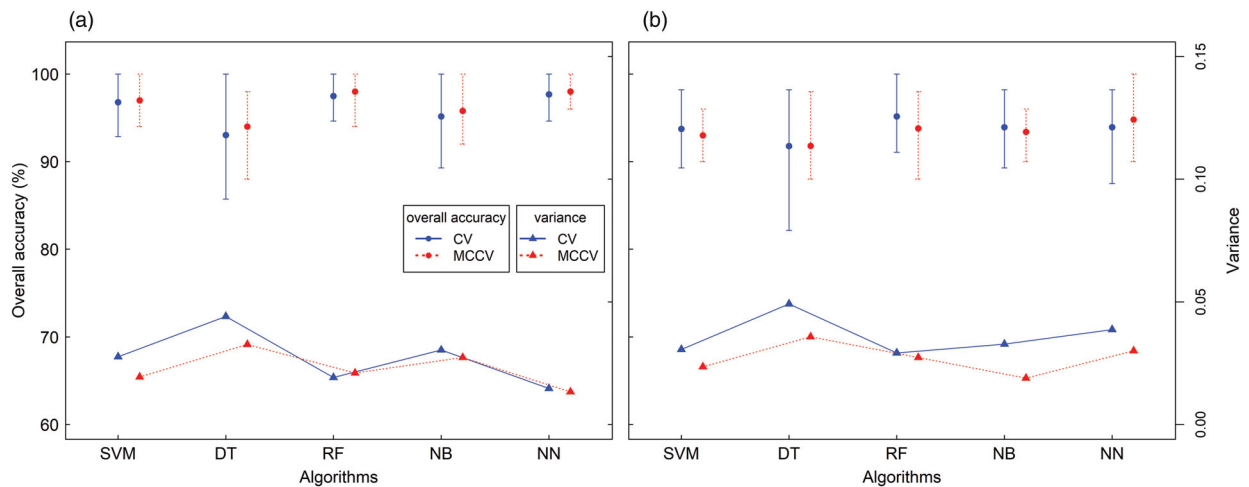 (a)
(b)
Overall accuracy (%)
100
90
80
70
60
overall accuracy
CV
MCCV
variance
CV
MCCV
SVM DT RF NB NN
Algorithms
SVM DT RF NB NN
Algorithms
0.15
0.10
0.05
0.00
Variance